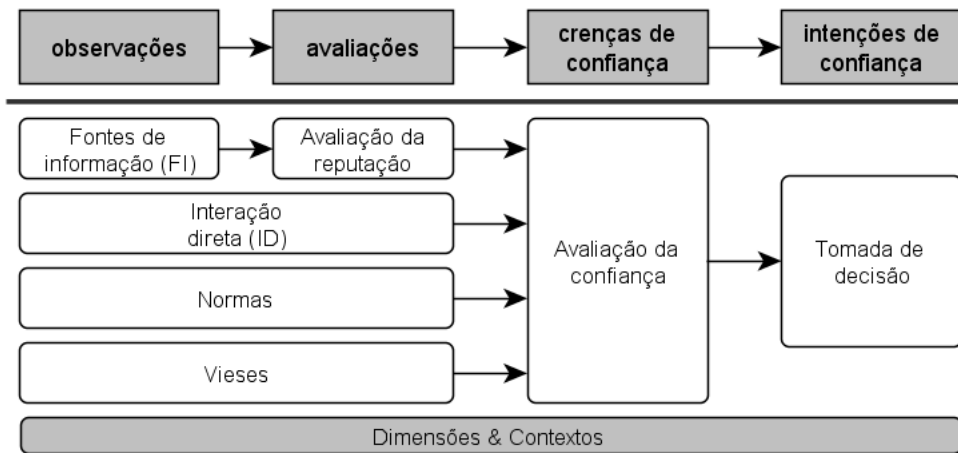 observações
avaliações
crenças de
confiança
intenções de
confiança
Fontes de
informação (FI)
Avaliação da
reputação
Interação
direta (ID)
Normas
Vieses
Avaliação da
confiança
Tomada de
decisão
Dimensões & Contextos